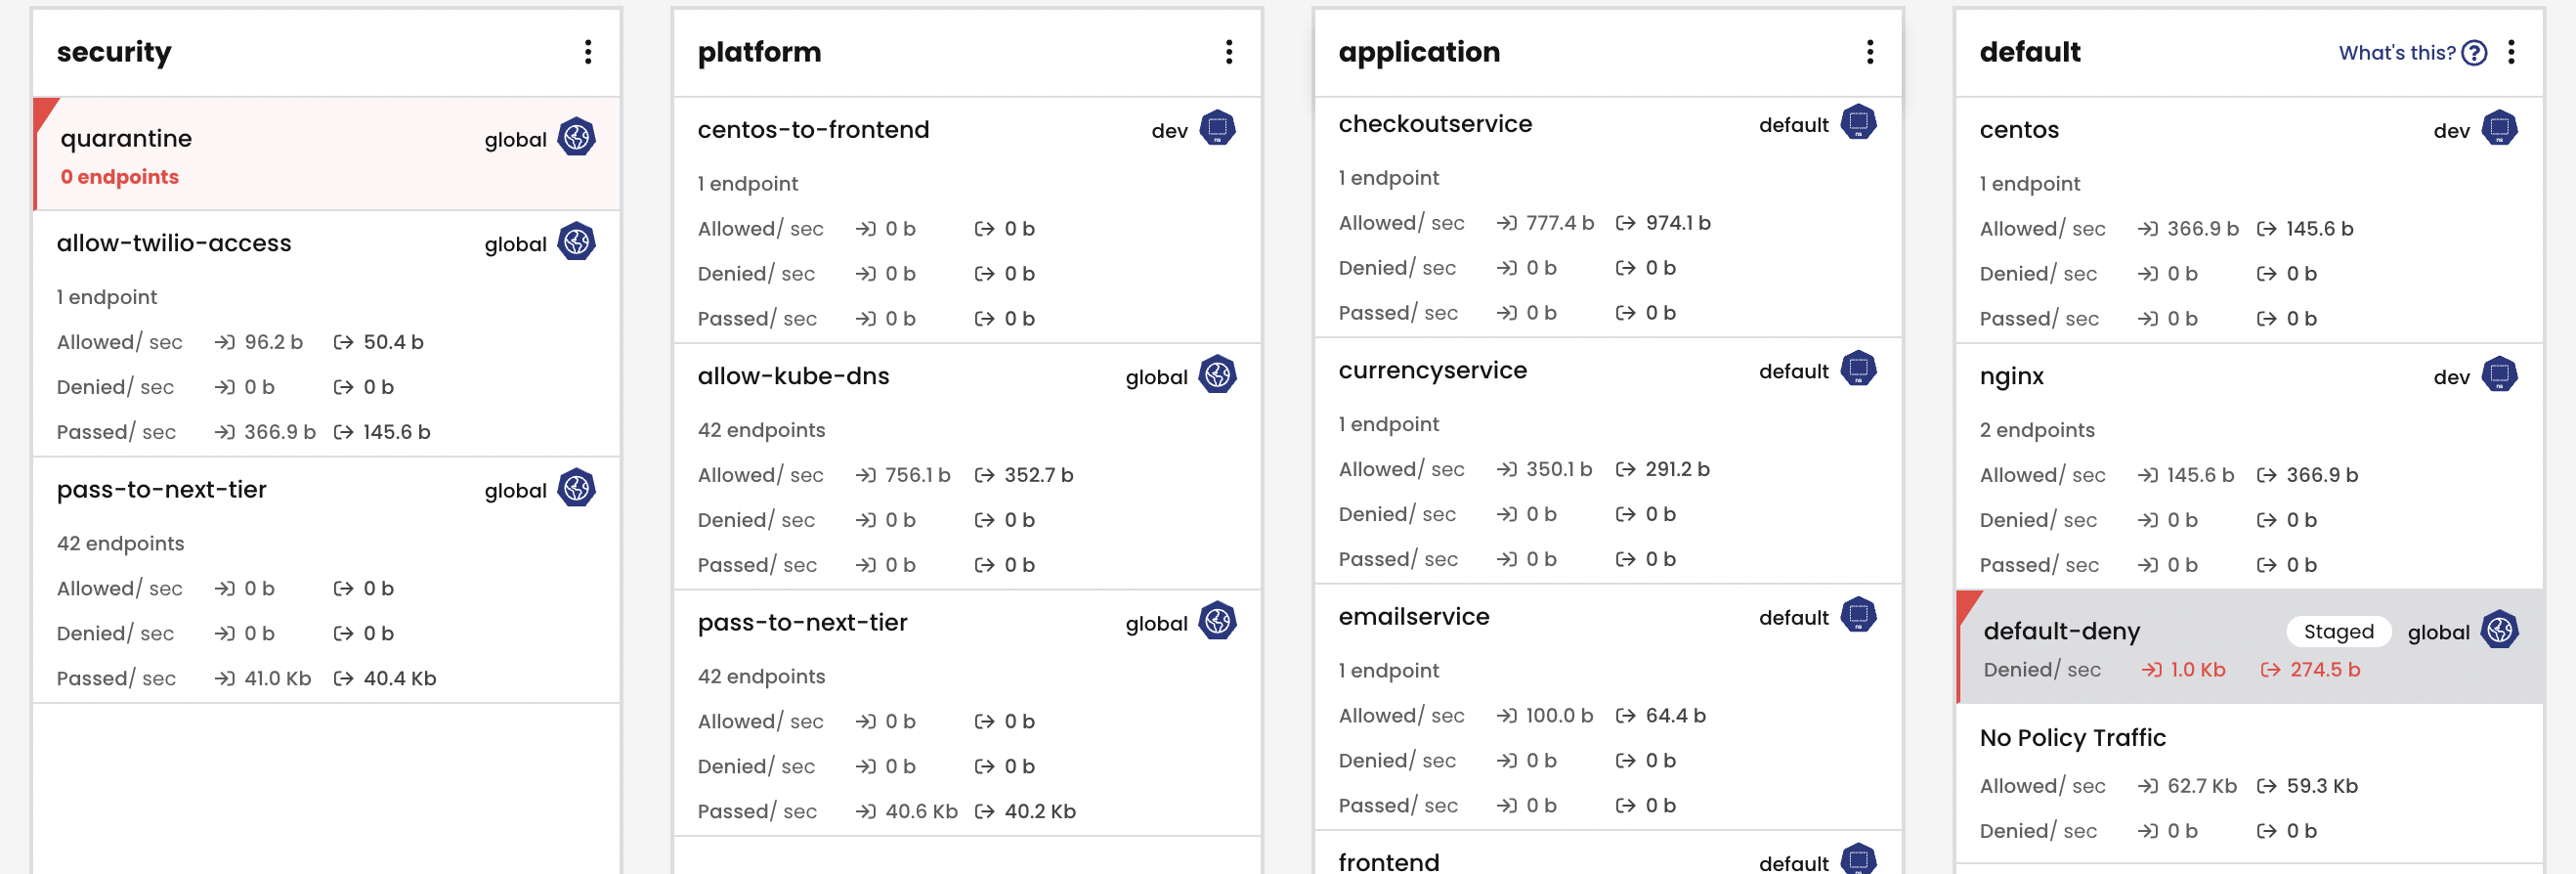 security
quarantine global
0 endpoints
allow-twilio-access global
1 endpoint
Allowed/ sec 96.2 b 50.4 b
Denied/ sec 0 b 0 b
Passed/ sec 366.9 b 145.6 b
pass-to-next-tier global
42 endpoints
Allowed/ sec 0 b 0 b
Denied/ sec 0 b 0 b
Passed/ sec 41.0 Kb 40.4 Kb
platform
centos-to-frontend dev
ns
1 endpoint
Allowed/ sec 0 b 0 b
Denied/ sec 0 b 0 b
Passed/ sec 0 b 0 b
allow-kube-dns global
42 endpoints
Allowed/ sec 756.1 b 352.7 b
Denied/ sec 0 b 0 b
Passed/ sec 0 b 0 b
pass-to-next-tier global
42 endpoints
Allowed/ sec 0 b 0 b
Denied/ sec 0 b 0 b
Passed/ sec 40.6 Kb 40.2 Kb
application
checkoutservice default
ns
1 endpoint
Allowed/ sec 777.4 b 974.1 b
Denied/ sec 0 b 0 b
Passed/ sec 0 b 0 b
currencyservice default
ns
1 endpoint
Allowed/ sec 350.1 b 291.2 b
Denied/ sec 0 b 0 b
Passed/ sec 0 b 0 b
emailservice default
ns
1 endpoint
Allowed/ sec 100.0 b 64.4 b
Denied/ sec 0 b 0 b
Passed/ sec 0 b 0 b
frontend default
default What's this? ?
centos dev
ns
1 endpoint
Allowed/ sec 366.9 b 145.6 b
Denied/ sec 0 b 0 b
Passed/ sec 0 b 0 b
nginx dev
ns
2 endpoints
Allowed/ sec 145.6 b 366.9 b
Denied/ sec 0 b 0 b
Passed/ sec 0 b 0 b
default-deny Staged global
Denied/ sec 1.0 Kb 274.5 b
No Policy Traffic
Allowed/ sec 62.7 Kb 59.3 Kb
Denied/ sec 0 b 0 b